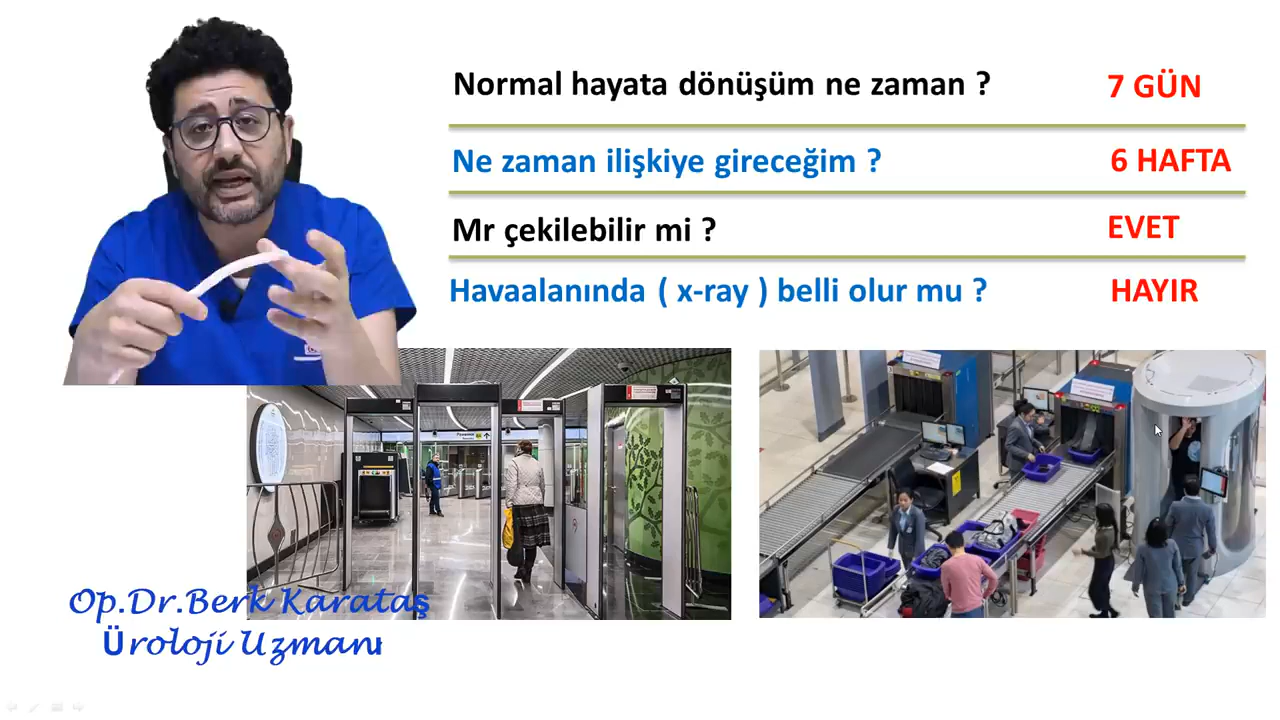 Normal hayata dönüşüm ne zaman ? 7 GÜN
Ne zaman ilişkiye gireceğim ? 6 HAFTA
Mr çekilebilir mi ? EVET
Havaalanında ( x-ray ) belli olur mu ? HAYIR
Op.Dr.Berk Karataş
Üroloji Uzmanı